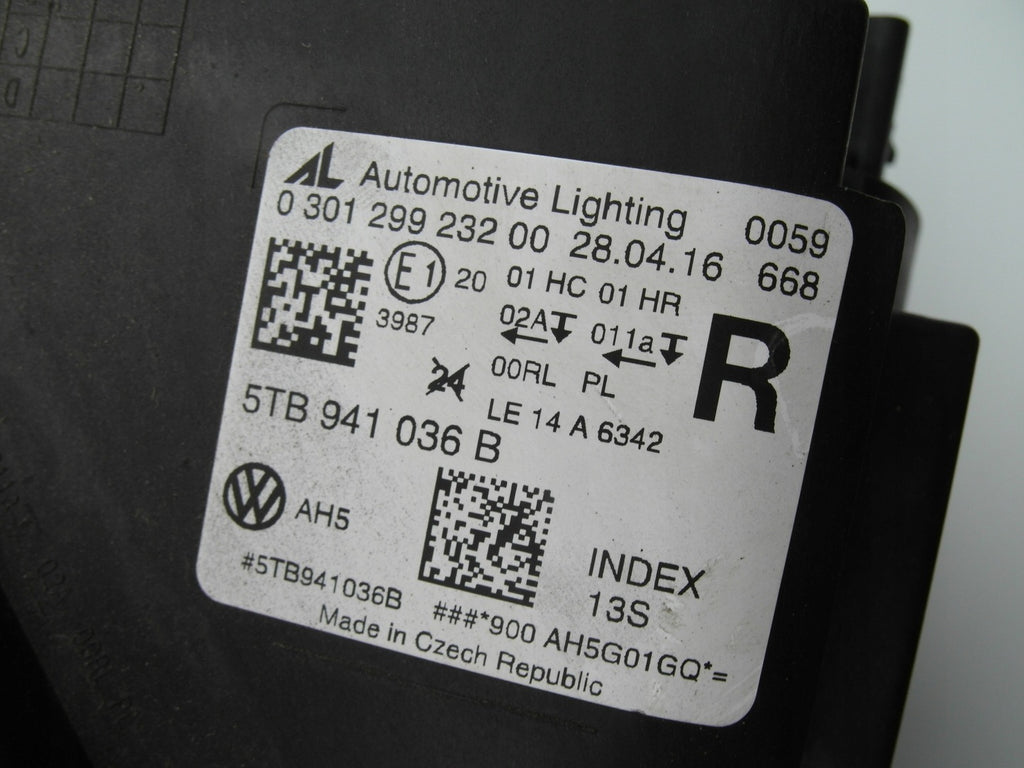 AL Automotive Lighting 0059
0 301 299 232 00 28.04.16 668
E1 20 01 HC 01 HR
3987 02A 011a R
24 00RL PL
LE 14 A 6342
5TB 941 036 B
VW AH5
INDEX
13S
#5TB941036B ###*900 AH5G01GQ*=
Made in Czech Republic